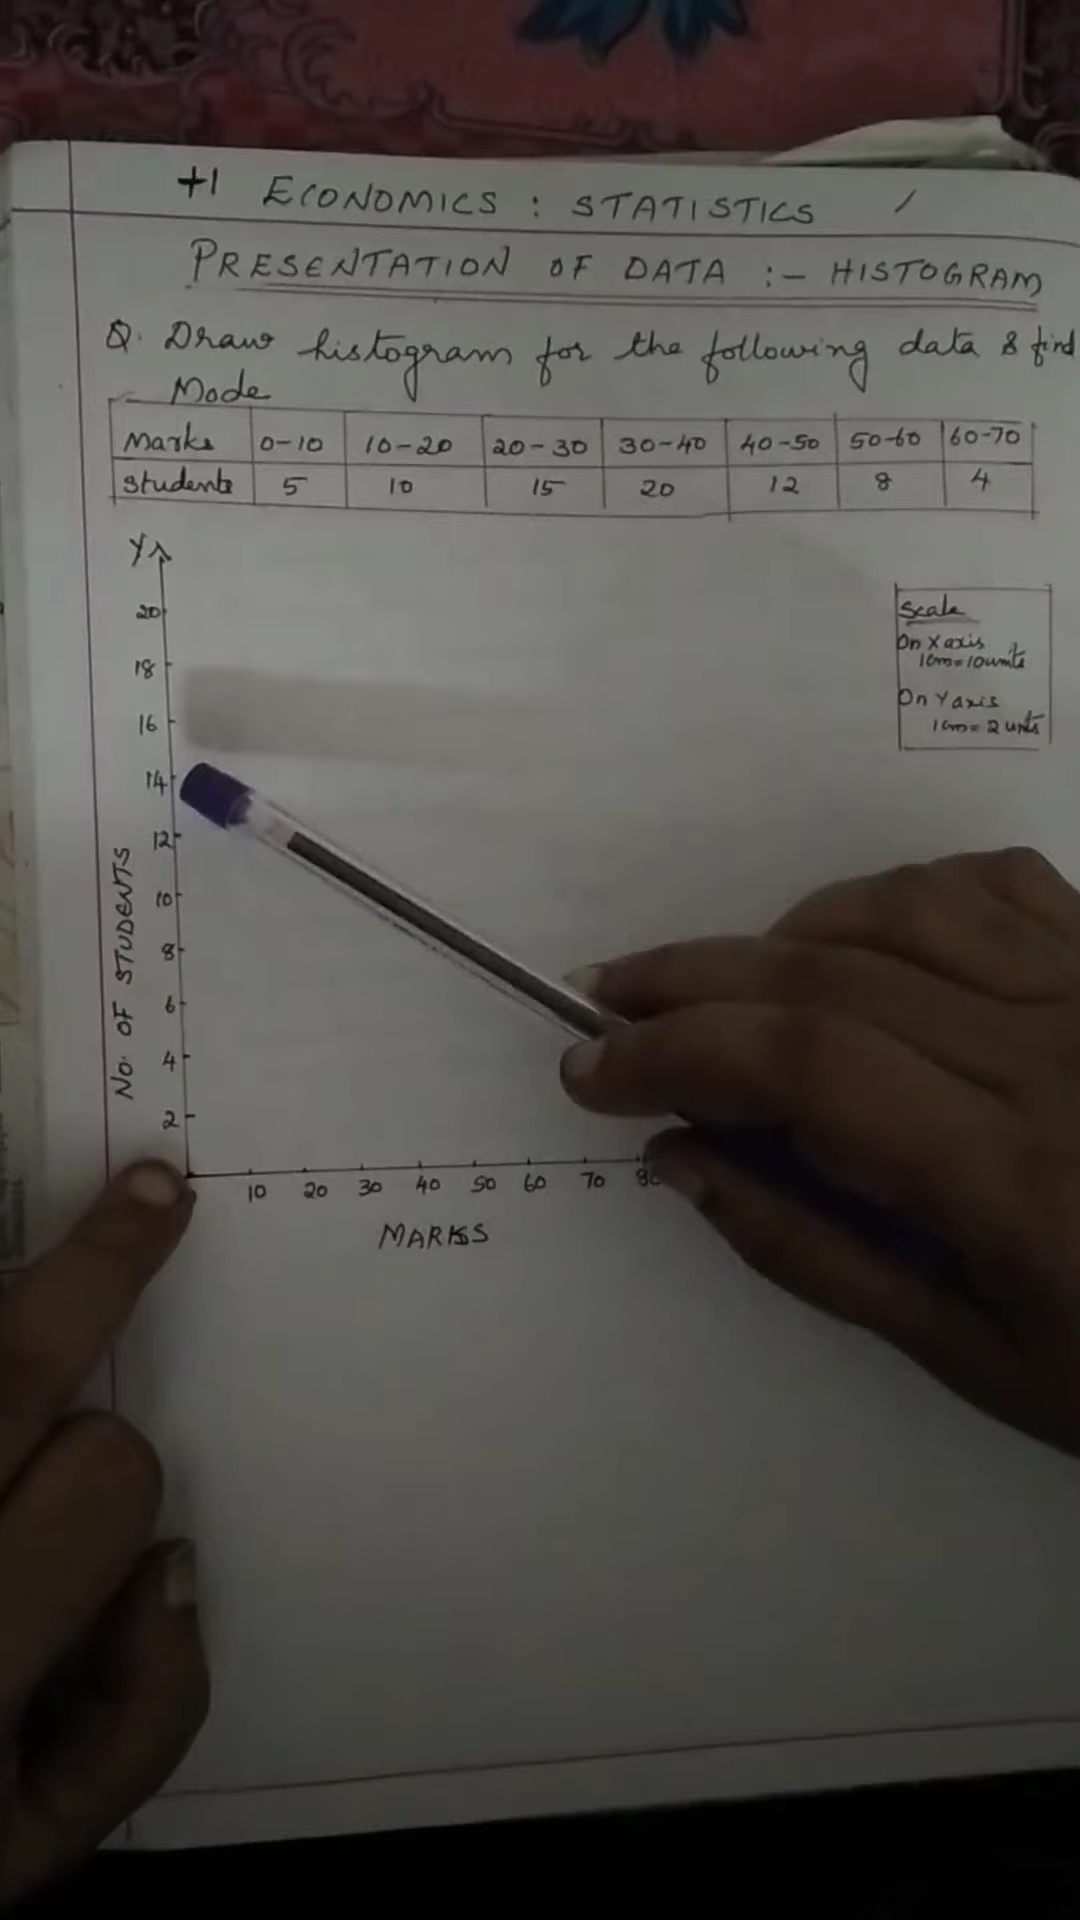 +1 ECONOMICS : STATISTICS
PRESENTATION OF DATA :- HISTOGRAM
Q. Draw histogram for the following data & find
Mode
Marks 0-10 10-20 20-30 30-40 40-50 50-60 60-70
Students 5 10 15 20 12 8 4
Y
20
18
16
14
12
10
8
6
4
2
NO. OF STUDENTS
Scale
On X axis
1cm=10 units
On Y axis
1cm=2 units
10 20 30 40 50 60 70 80
MARKS